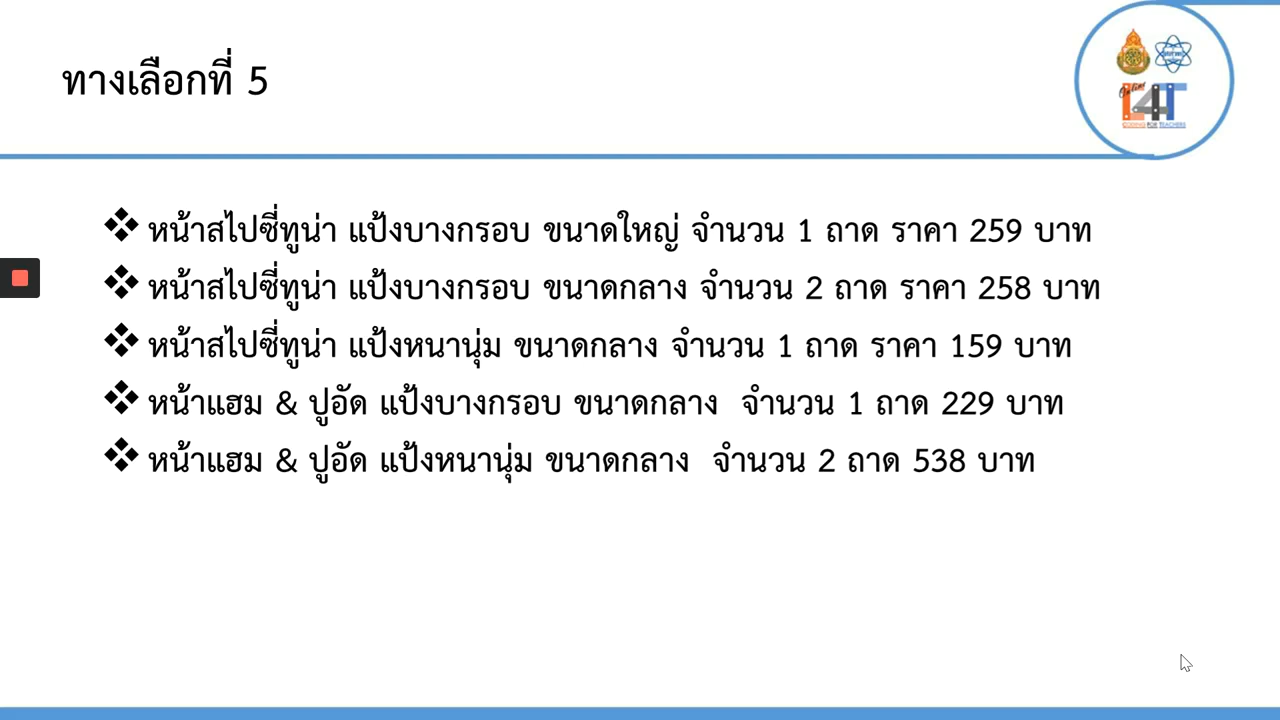 ทางเลือกที่ 5
Online!
C4T
CODING FOR TEACHERS
❖ หน้าสไปซี่ทูน่า แป้งบางกรอบ ขนาดใหญ่ จำนวน 1 ถาด ราคา 259 บาท
❖ หน้าสไปซี่ทูน่า แป้งบางกรอบ ขนาดกลาง จำนวน 2 ถาด ราคา 258 บาท
❖ หน้าสไปซี่ทูน่า แป้งหนานุ่ม ขนาดกลาง จำนวน 1 ถาด ราคา 159 บาท
❖ หน้าแฮม & ปูอัด แป้งบางกรอบ ขนาดกลาง จำนวน 1 ถาด 229 บาท
❖ หน้าแฮม & ปูอัด แป้งหนานุ่ม ขนาดกลาง จำนวน 2 ถาด 538 บาท